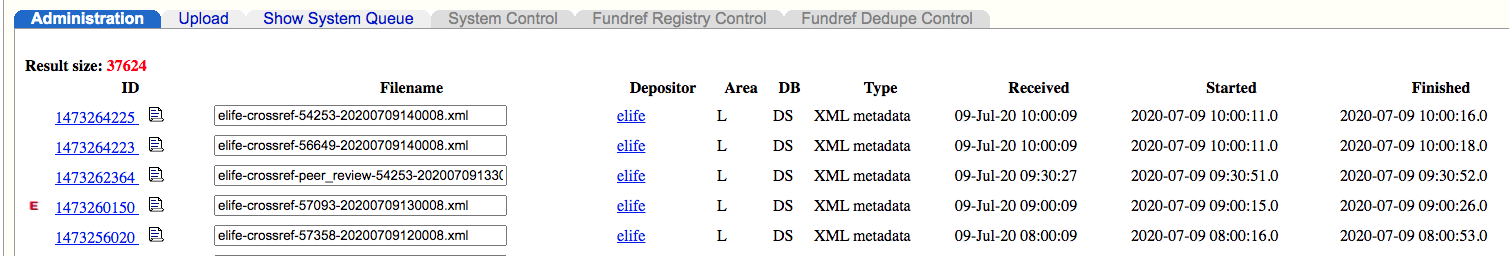 Administration Upload Show System Queue System Control Fundref Registry Control Fundref Dedupe Control
Result size: 37624
ID Filename Depositor Area DB Type Received Started Finished
1473264225 elife-crossref-54253-20200709140008.xml elife L DS XML metadata 09-Jul-20 10:00:09 2020-07-09 10:00:11.0 2020-07-09 10:00:16.0
1473264223 elife-crossref-56649-20200709140008.xml elife L DS XML metadata 09-Jul-20 10:00:09 2020-07-09 10:00:11.0 2020-07-09 10:00:18.0
1473262364 elife-crossref-peer_review-54253-20200709133( elife L DS XML metadata 09-Jul-20 09:30:27 2020-07-09 09:30:51.0 2020-07-09 09:30:52.0
E 1473260150 elife-crossref-57093-20200709130008.xml elife L DS XML metadata 09-Jul-20 09:00:09 2020-07-09 09:00:15.0 2020-07-09 09:00:26.0
1473256020 elife-crossref-57358-20200709120008.xml elife L DS XML metadata 09-Jul-20 08:00:09 2020-07-09 08:00:16.0 2020-07-09 08:00:53.0